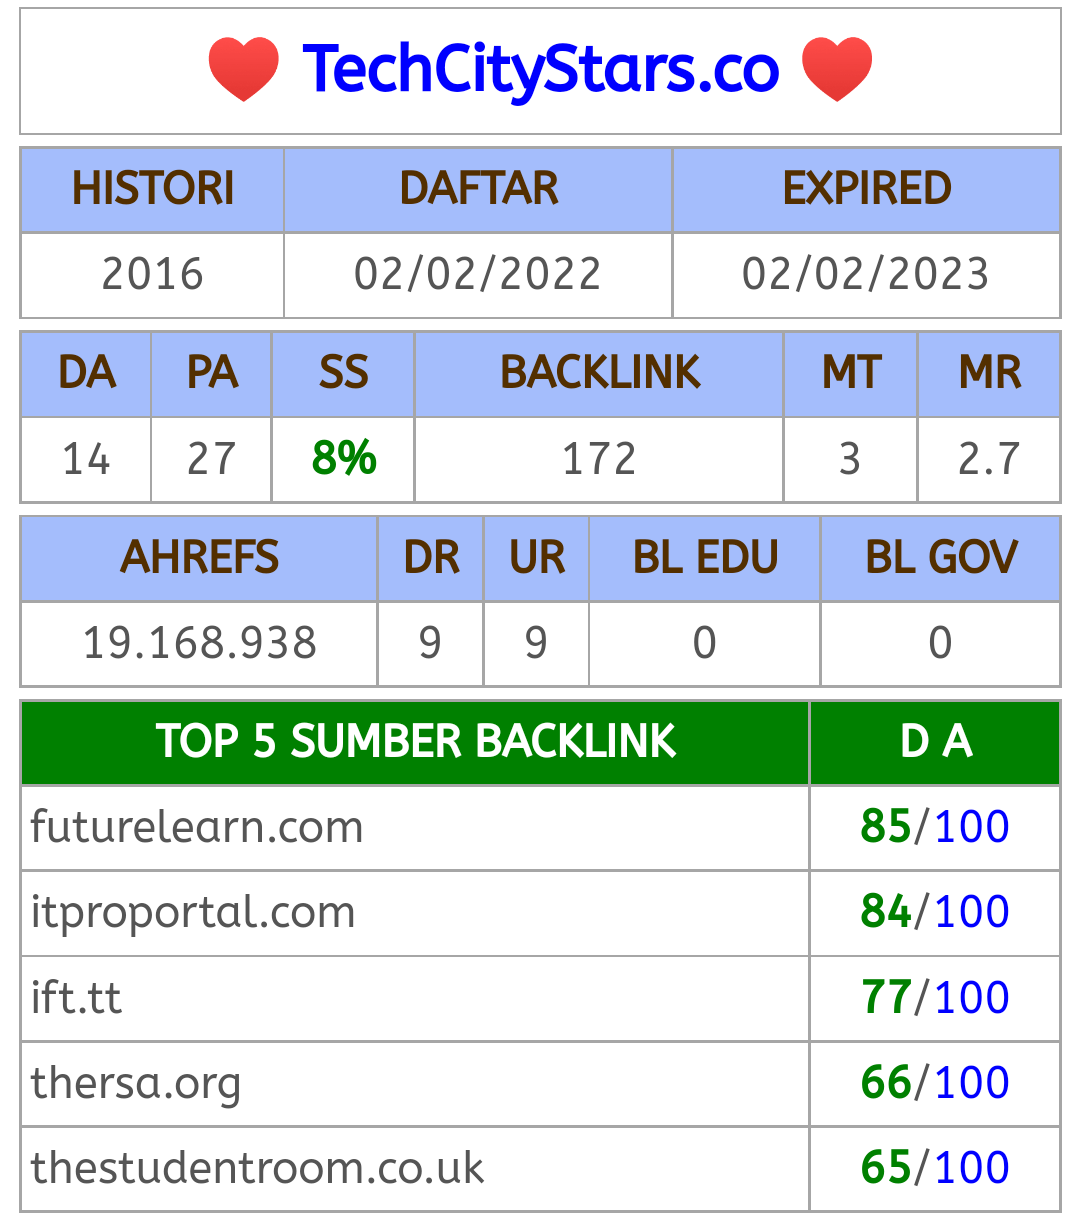 TechCityStars.co
HISTORI DAFTAR EXPIRED
2016 02/02/2022 02/02/2023
DA PA SS BACKLINK MT MR
14 27 8% 172 3 2.7
AHREFS DR UR BL EDU BL GOV
19.168.938 9 9 0 0
TOP 5 SUMBER BACKLINK D A
futurelearn.com 85/100
itproportal.com 84/100
ift.tt 77/100
thersa.org 66/100
thestudentroom.co.uk 65/100